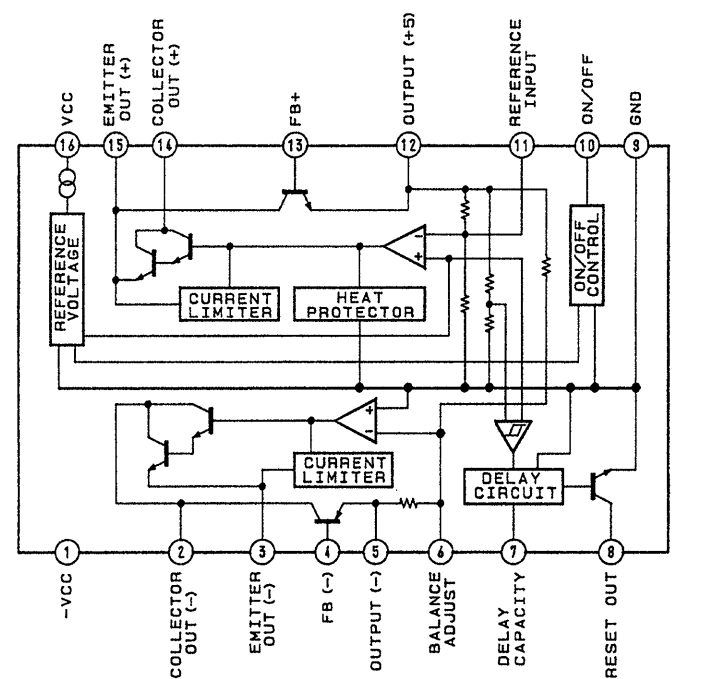 VCC
EMITTER
OUT (+)
COLLECTOR
OUT (+)
FB+
OUTPUT (+5)
REFERENCE
INPUT
ON/OFF
GND
16
15
14
13
12
11
10
9
REFERENCE
VOLTAGE
CURRENT
LIMITER
HEAT
PROTECTOR
-
+
ON/OFF
CONTROL
+
-
CURRENT
LIMITER
DELAY
CIRCUIT
1
2
3
4
5
6
7
8
-VCC
COLLECTOR
OUT (-)
EMITTER
OUT (-)
FB (-)
OUTPUT (-)
BALANCE
ADJUST
DELAY
CAPACITY
RESET OUT